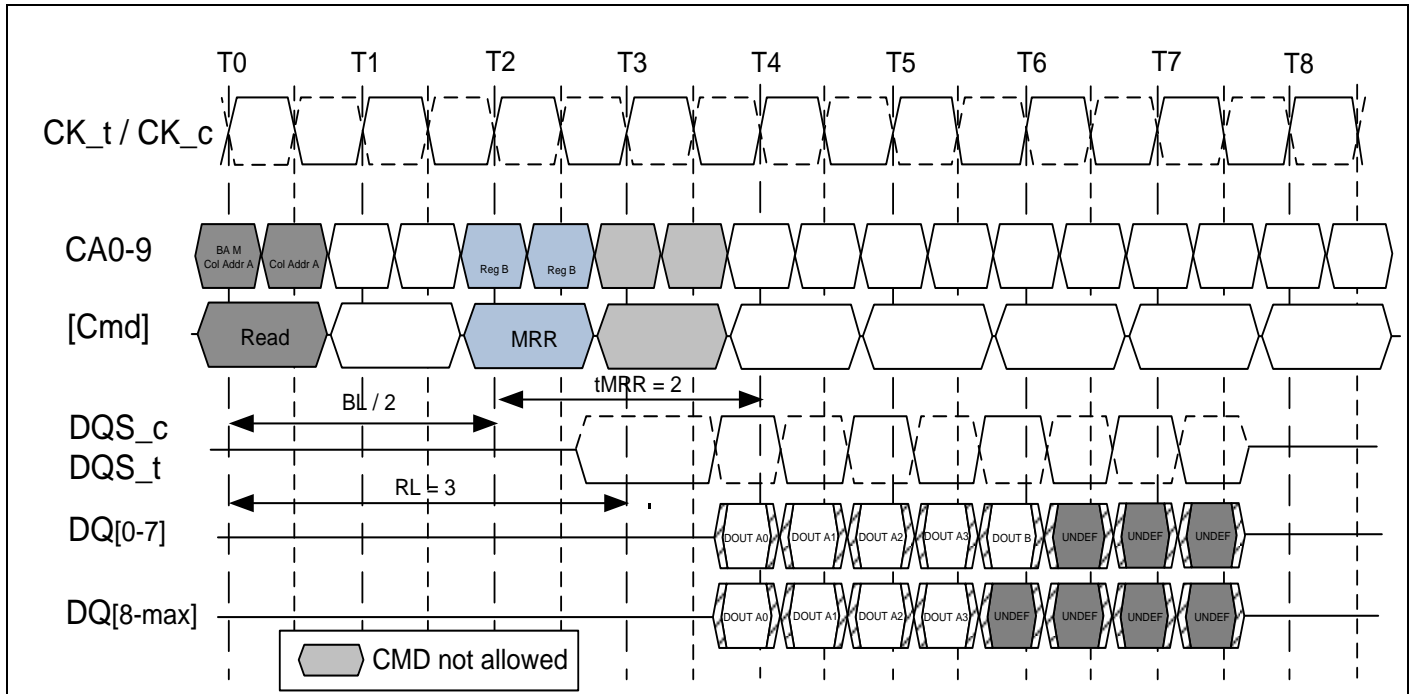 T0 T1 T2 T3 T4 T5 T6 T7 T8
CK_t / CK_c
CA0-9
BA M
Col Addr A
Col Addr A
Reg B
Reg B
[Cmd]
Read
MRR
tMRR = 2
BL / 2
DQS_c
DQS_t
RL = 3
DQ[0-7]
DOUT A0 DOUT A1 DOUT A2 DOUT A3 DOUT B UNDEF UNDEF UNDEF
DQ[8-max]
DOUT A0 DOUT A1 DOUT A2 DOUT A3 UNDEF UNDEF UNDEF UNDEF
CMD not allowed